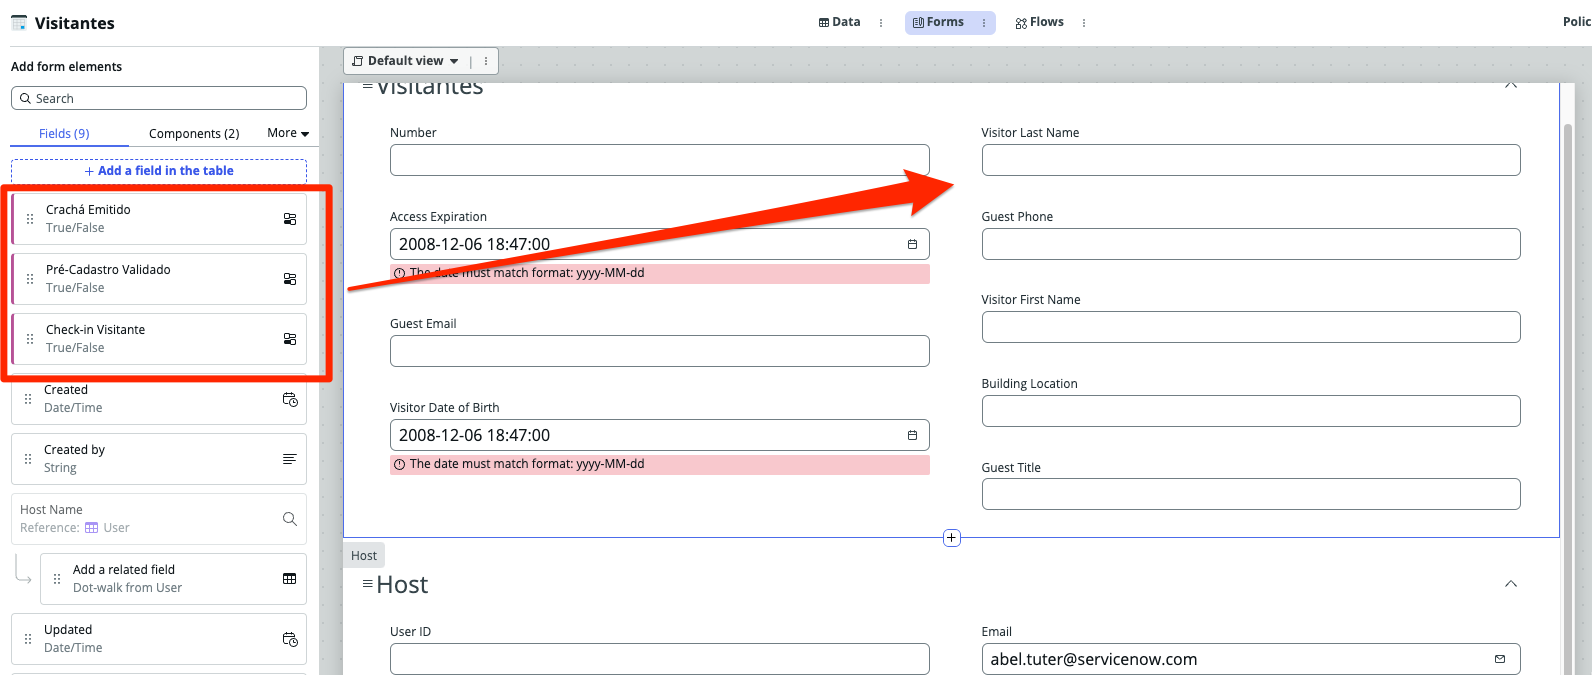 Visitantes
Data
Forms
Flows
Polic
Add form elements
Search
Fields (9)
Components (2)
More
+ Add a field in the table
Crachá Emitido
True/False
Pré-Cadastro Validado
True/False
Check-in Visitante
True/False
Created
Date/Time
Created by
String
Host Name
Reference: User
Add a related field
Dot-walk from User
Updated
Date/Time
Default view
Visitantes
Number
Access Expiration
2008-12-06 18:47:00
The date must match format: yyyy-MM-dd
Guest Email
Visitor Date of Birth
2008-12-06 18:47:00
The date must match format: yyyy-MM-dd
Visitor Last Name
Guest Phone
Visitor First Name
Building Location
Guest Title
Host
Host
User ID
Email
abel.tuter@servicenow.com